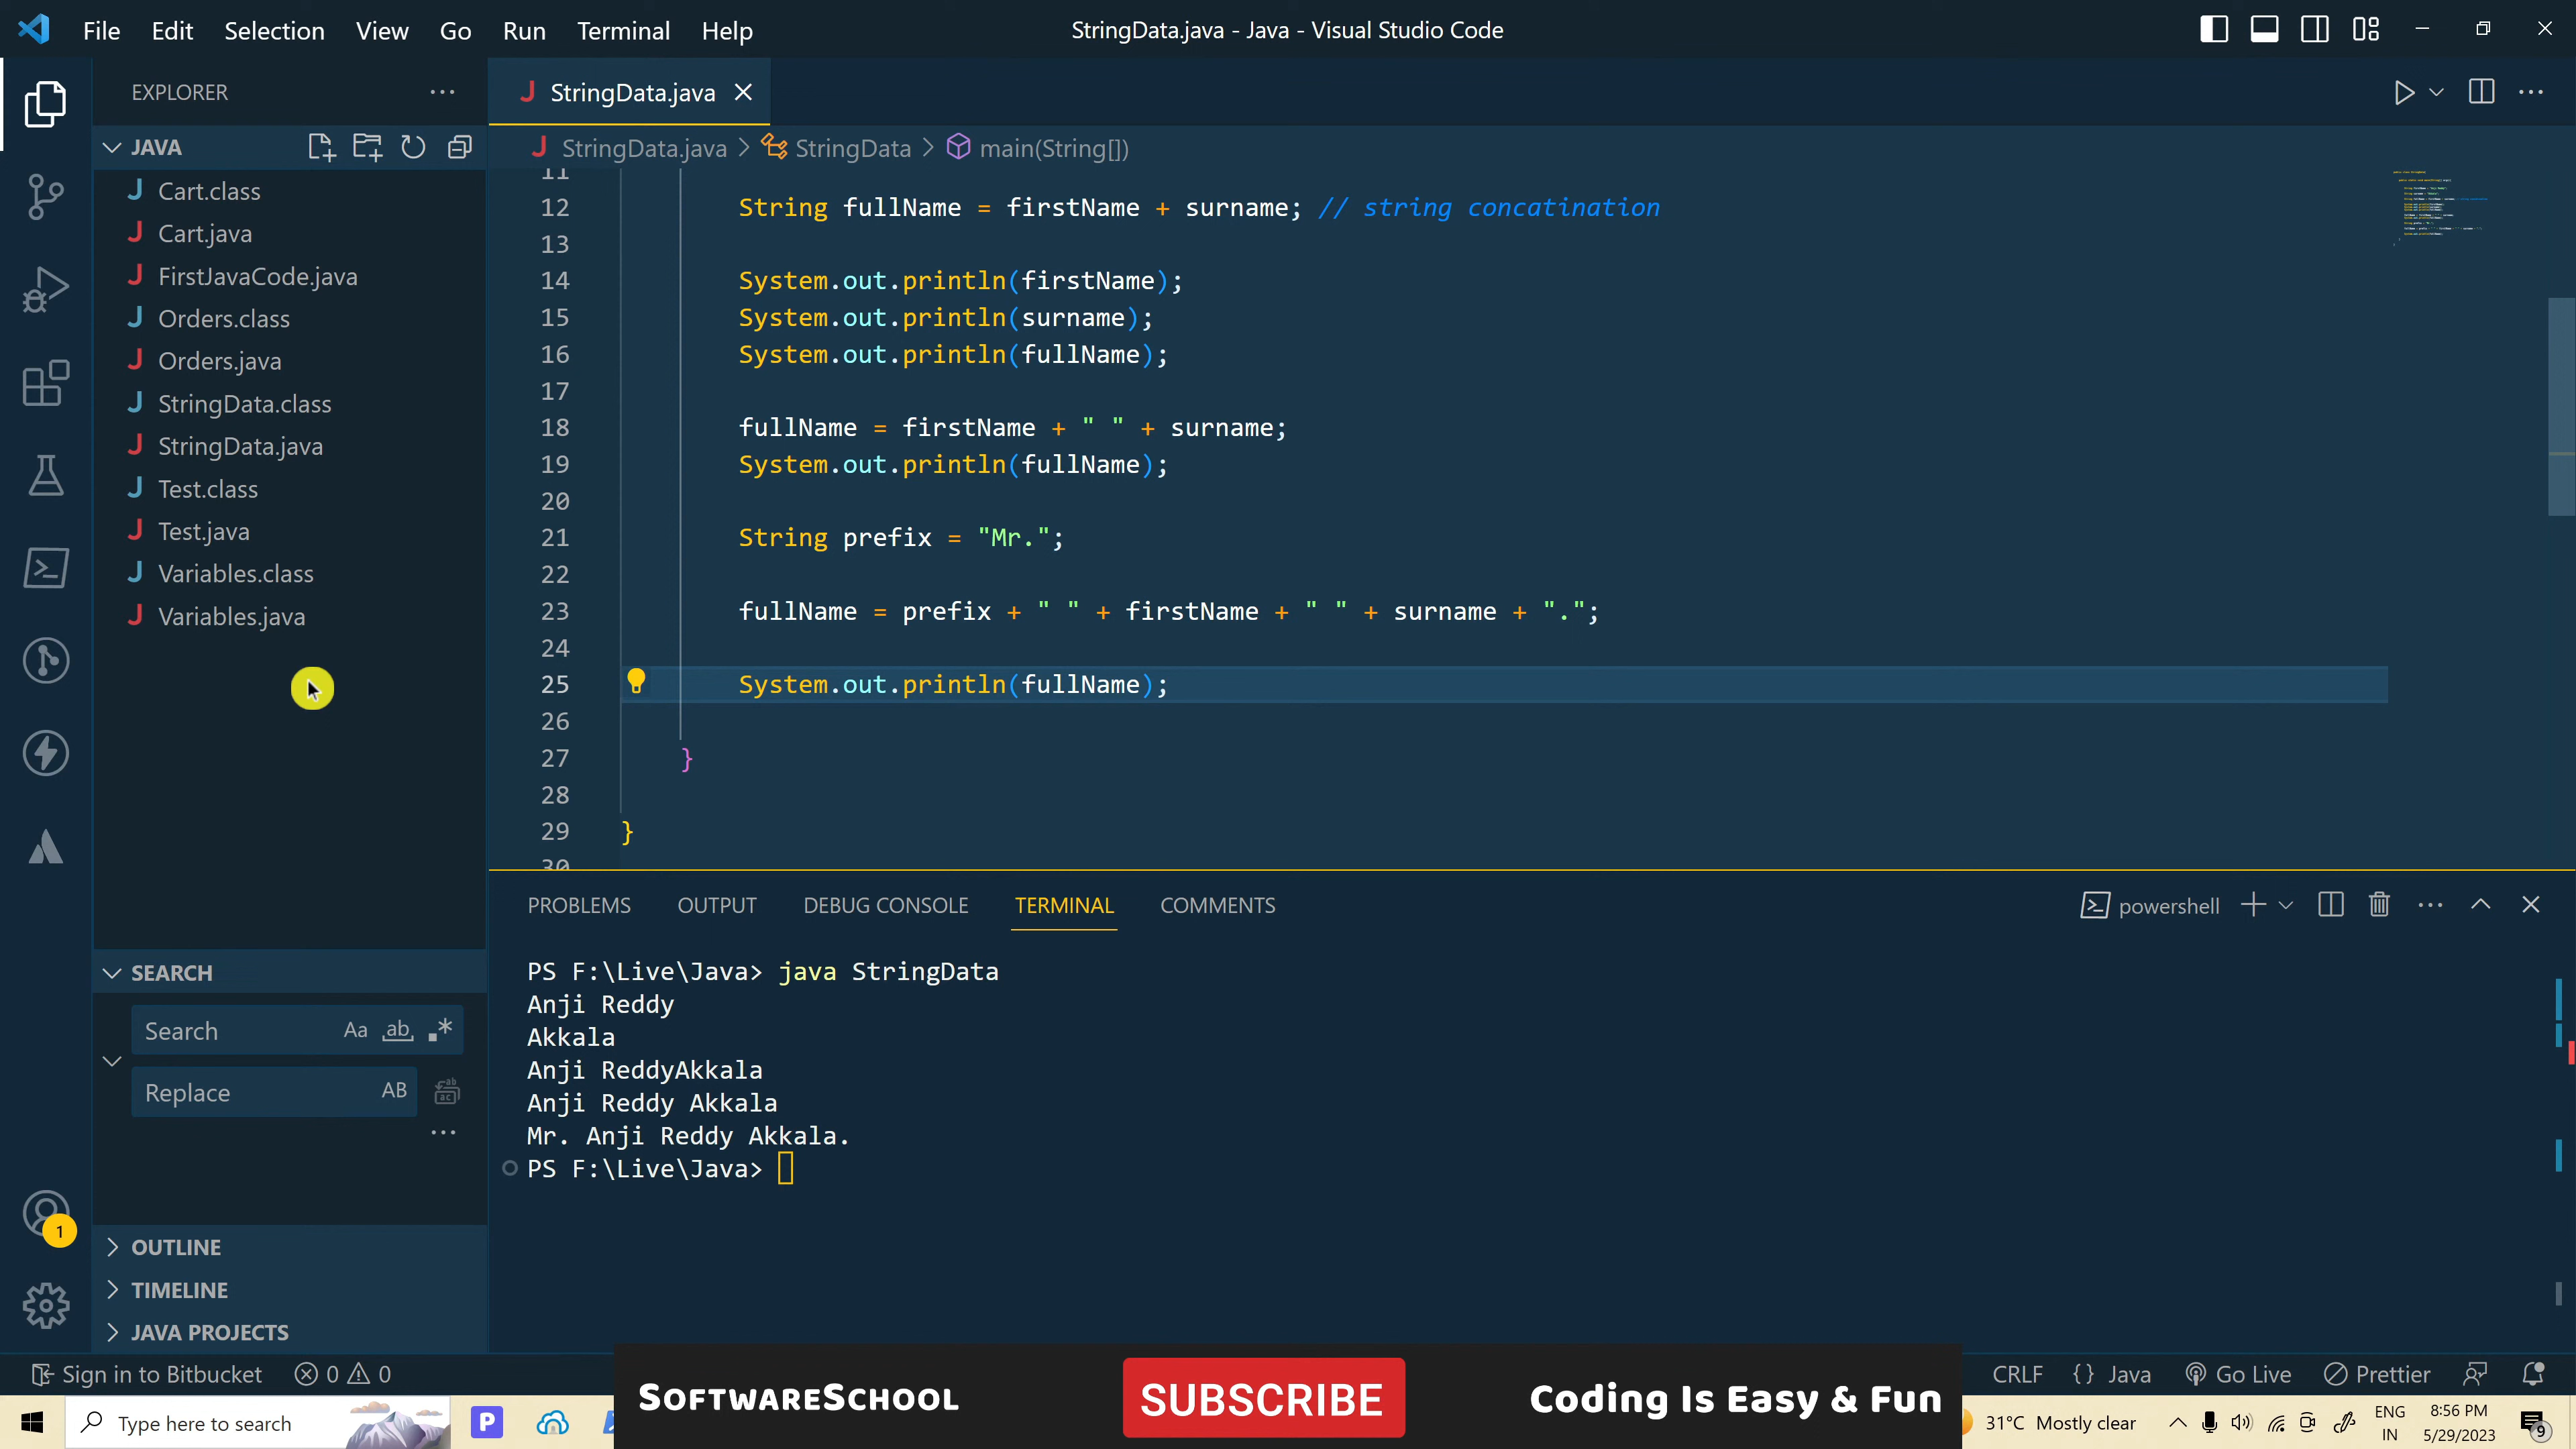 File Edit Selection View Go Run Terminal Help
StringData.java - Java - Visual Studio Code
EXPLORER
JAVA
Cart.class
Cart.java
FirstJavaCode.java
Orders.class
Orders.java
StringData.class
StringData.java
Test.class
Test.java
Variables.class
Variables.java
SEARCH
Search Aa ab
Replace AB
OUTLINE
TIMELINE
JAVA PROJECTS
StringData.java
StringData.java > StringData > main(String[])
11
12 String fullName = firstName + surname; // string concatination
13
14 System.out.println(firstName);
15 System.out.println(surname);
16 System.out.println(fullName);
17
18 fullName = firstName + " " + surname;
19 System.out.println(fullName);
20
21 String prefix = "Mr.";
22
23 fullName = prefix + " " + firstName + " " + surname + ".";
24
25 System.out.println(fullName);
26
27 }
28
29 }
30
PROBLEMS OUTPUT DEBUG CONSOLE TERMINAL COMMENTS
powershell
PS F:\Live\Java> java StringData
Anji Reddy
Akkala
Anji ReddyAkkala
Anji Reddy Akkala
Mr. Anji Reddy Akkala.
PS F:\Live\Java>
1
Sign in to Bitbucket 0 0
CRLF {} Java Go Live Prettier
SOFTWARESCHOOL SUBSCRIBE Coding Is Easy & Fun
Type here to search
P
31°C Mostly clear
ENG
IN
8:56 PM
5/29/2023
9